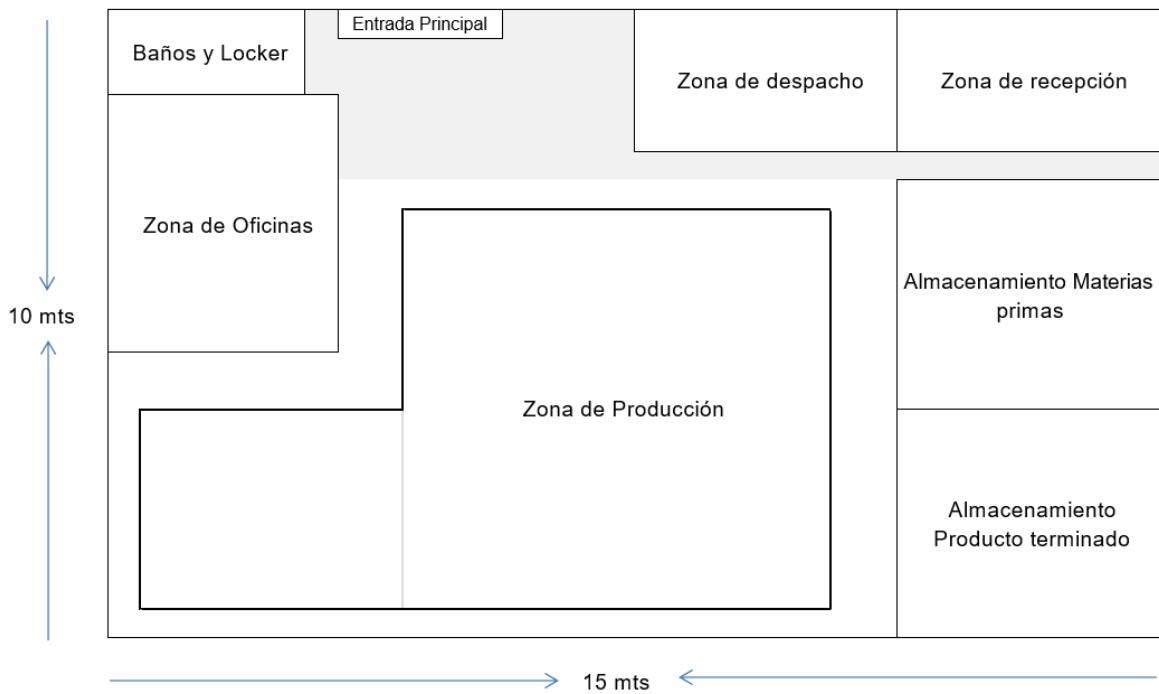 Entrada Principal
Baños y Locker
Zona de despacho
Zona de recepción
Zona de Oficinas
Almacenamiento Materias
primas
10 mts
Zona de Producción
Almacenamiento
Producto terminado
15 mts